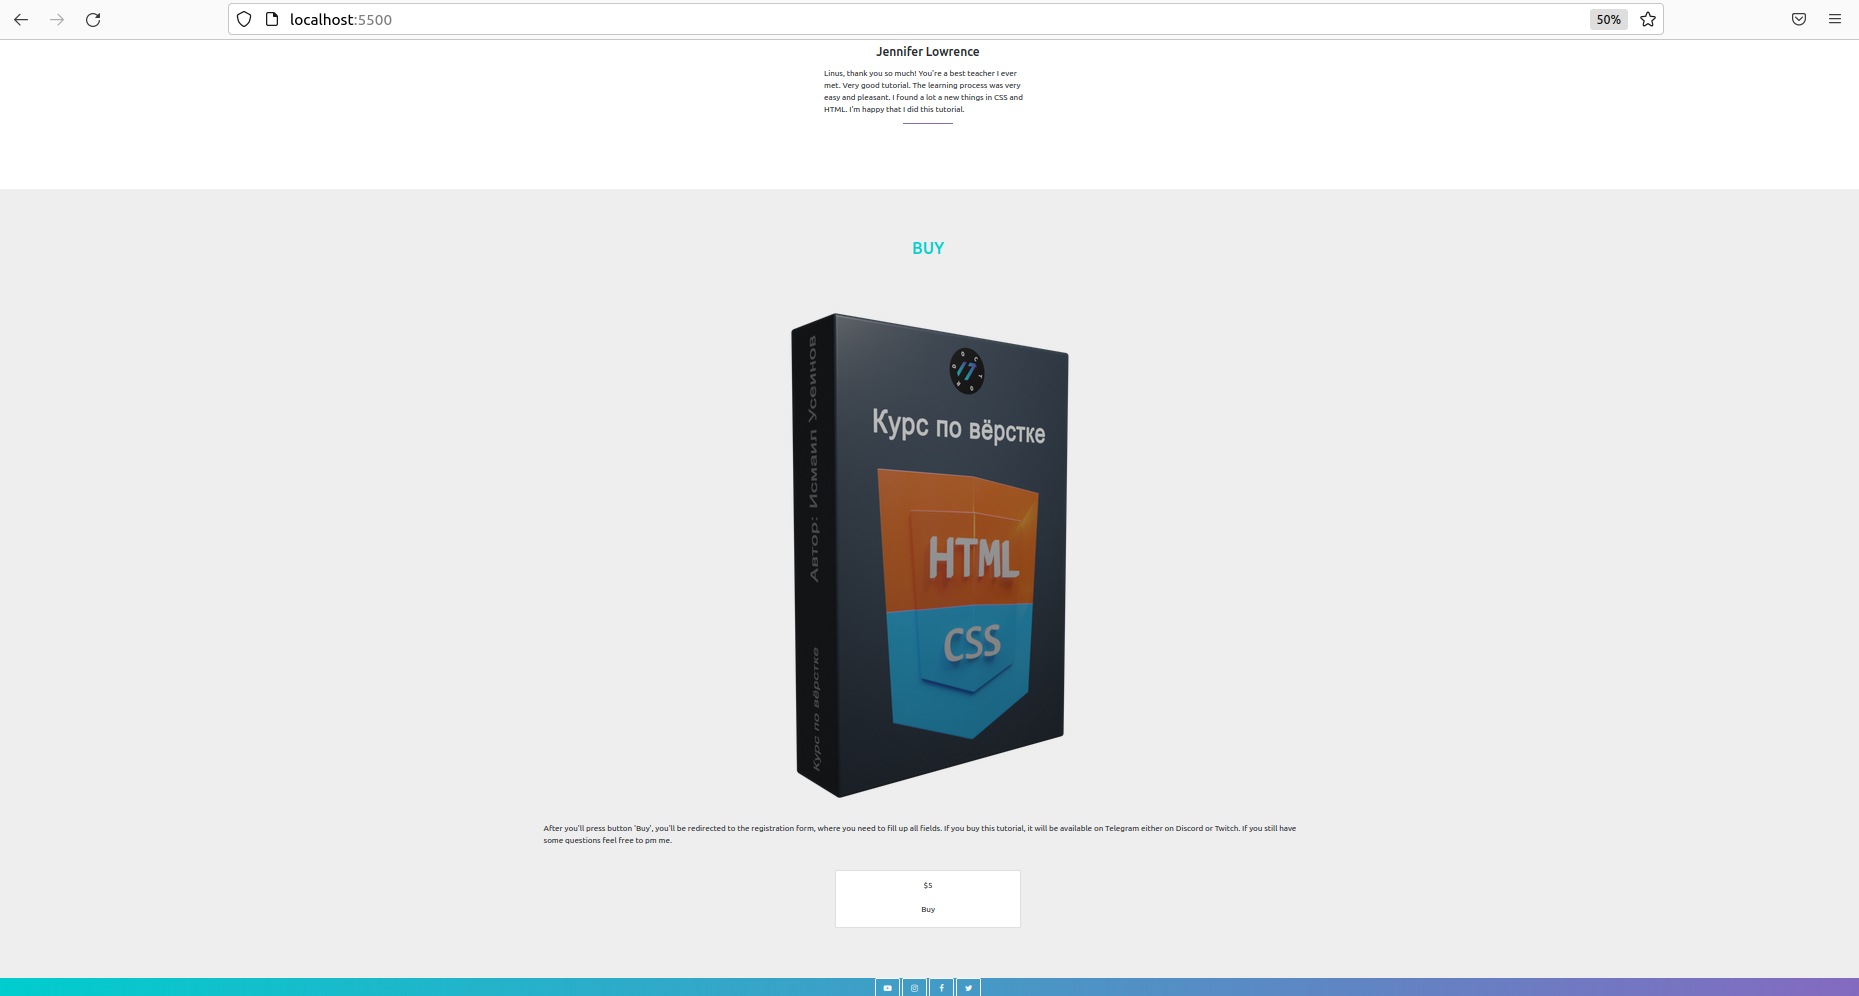 localhost:5500
50%
Jennifer Lowrence
Linus, thank you so much! You're a best teacher I ever
met. Very good tutorial. The learning process was very
easy and pleasant. I found a lot a new things in CSS and
HTML. I'm happy that I did this tutorial.
BUY
Курс по вёрстке
HTML
CSS
Автор: Исмаил Усеинов
Курс по вёрстке
After you'll press button 'Buy', you'll be redirected to the registration form, where you need to fill up all fields. If you buy this tutorial, it will be available on Telegram either on Discord or Twitch. If you still have
some questions feel free to pm me.
$5
Buy